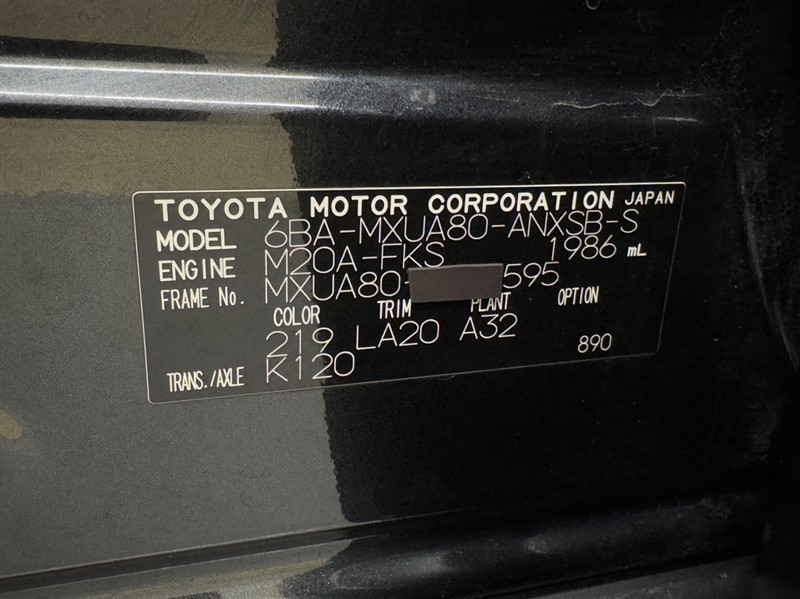 TOYOTA MOTOR CORPORATION JAPAN
MODEL 6BA-MXUA80-ANXSB-S
ENGINE M20A-FKS 1986 mL
FRAME No. MXUA80- 595
COLOR TRIM PLANT OPTION
219 LA20 A32 890
TRANS./AXLE K120